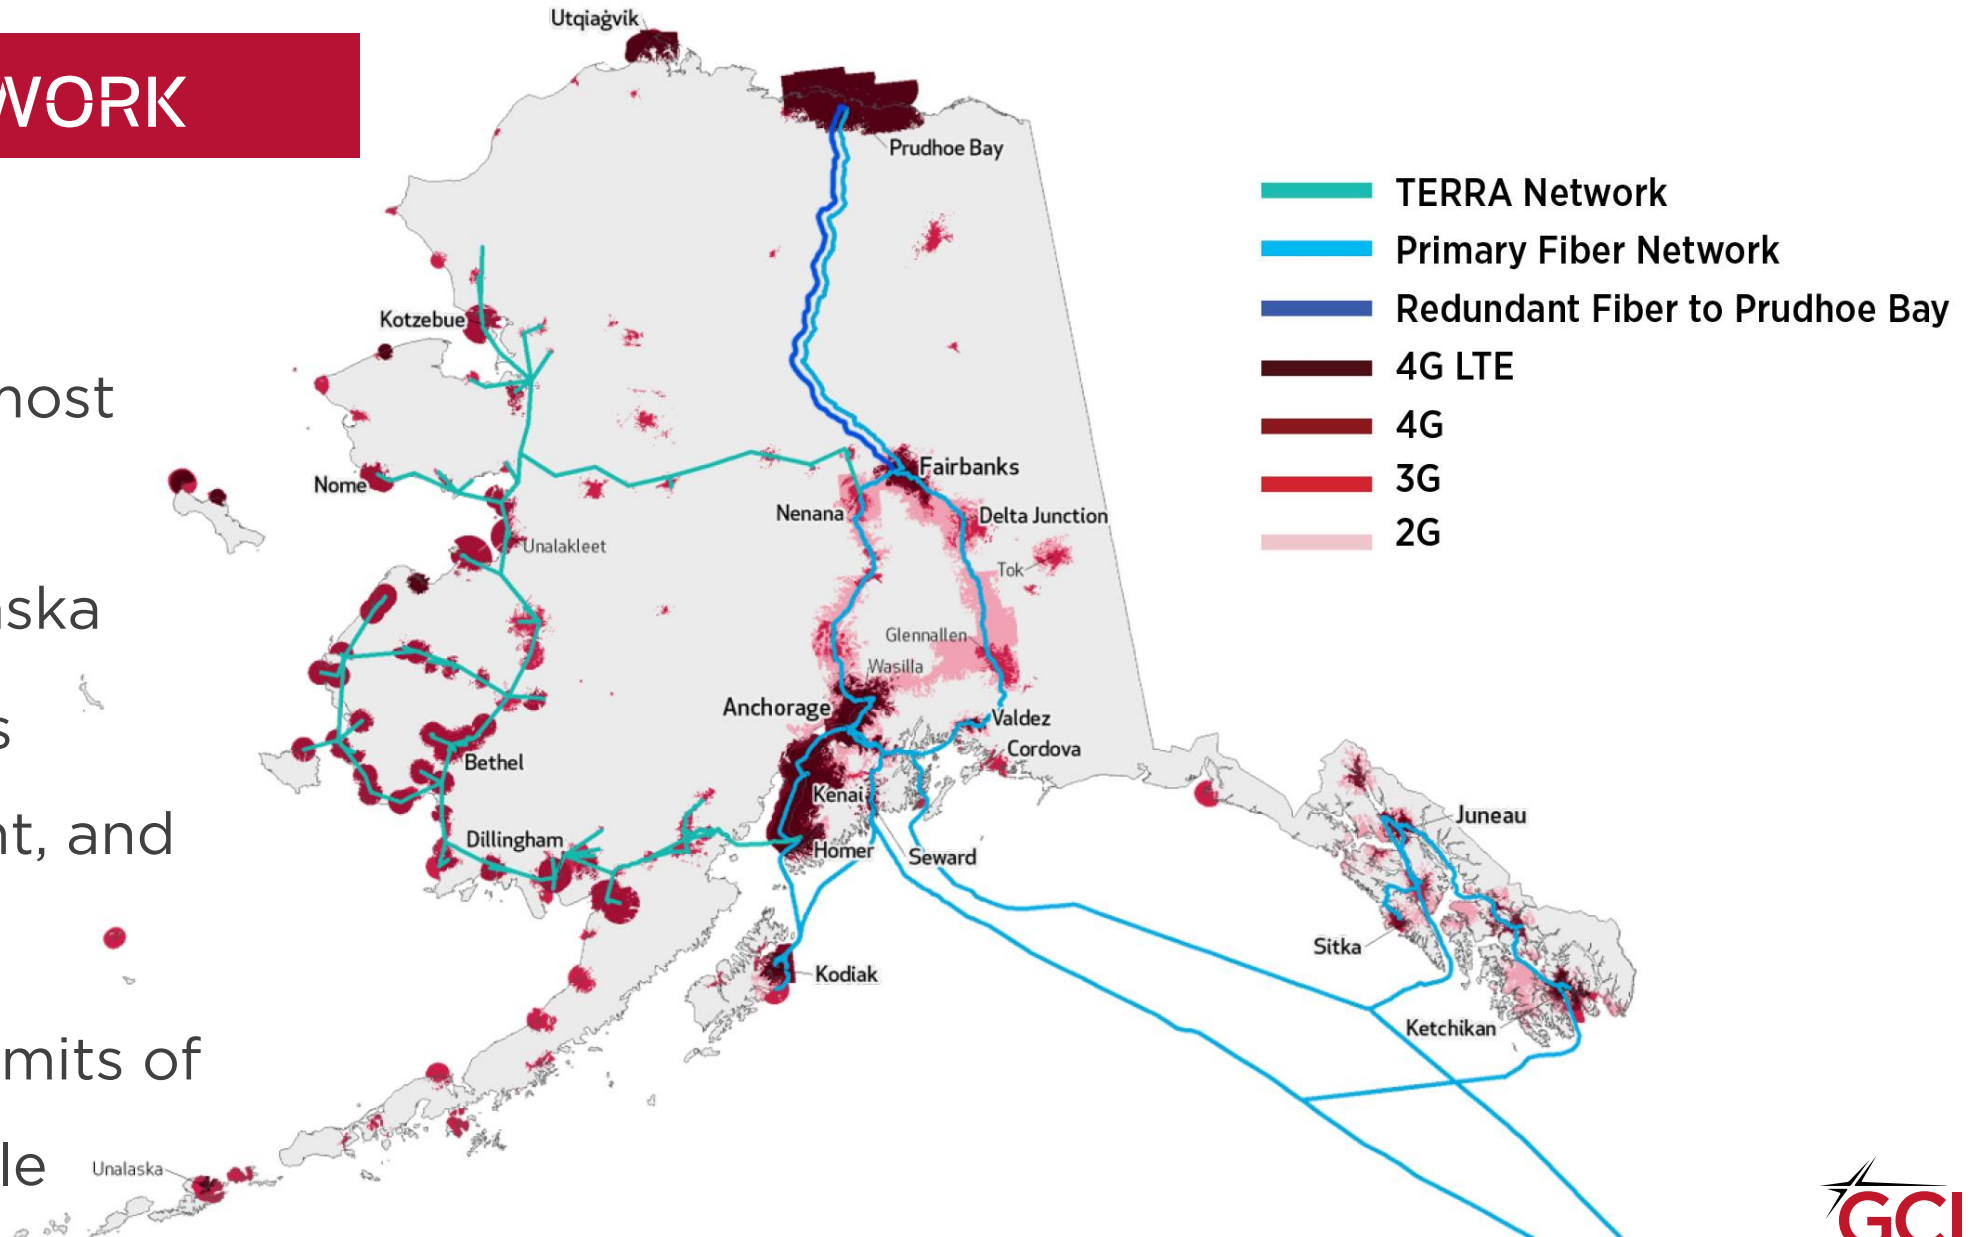 WORK
most
aska
s
nt, and
mits of
le
Utqiaġvik
Prudhoe Bay
Kotzebue
Nome
Fairbanks
Nenana
Delta Junction
Unalakleet
Tok
Glennallen
Wasilla
Anchorage
Valdez
Cordova
Bethel
Kenai
Dillingham
Homer
Seward
Juneau
Sitka
Kodiak
Ketchikan
Unalaska
TERRA Network
Primary Fiber Network
Redundant Fiber to Prudhoe Bay
4G LTE
4G
3G
2G
GCI